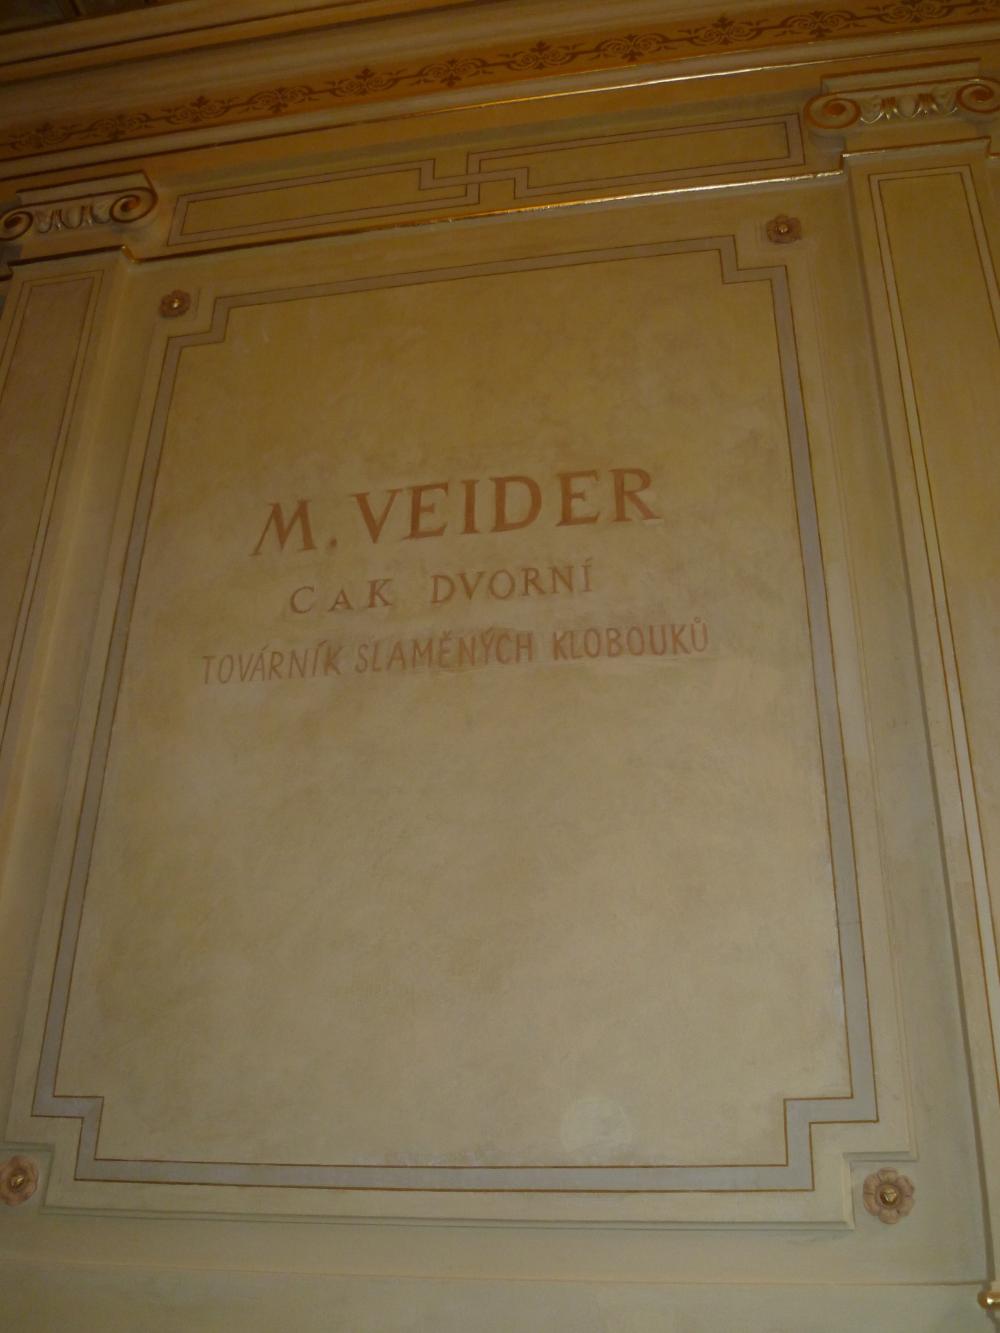 M. VEIDER
C A K DVORNÍ
TOVÁRNÍK SLAMĚNÝCH KLOBOUKŮ